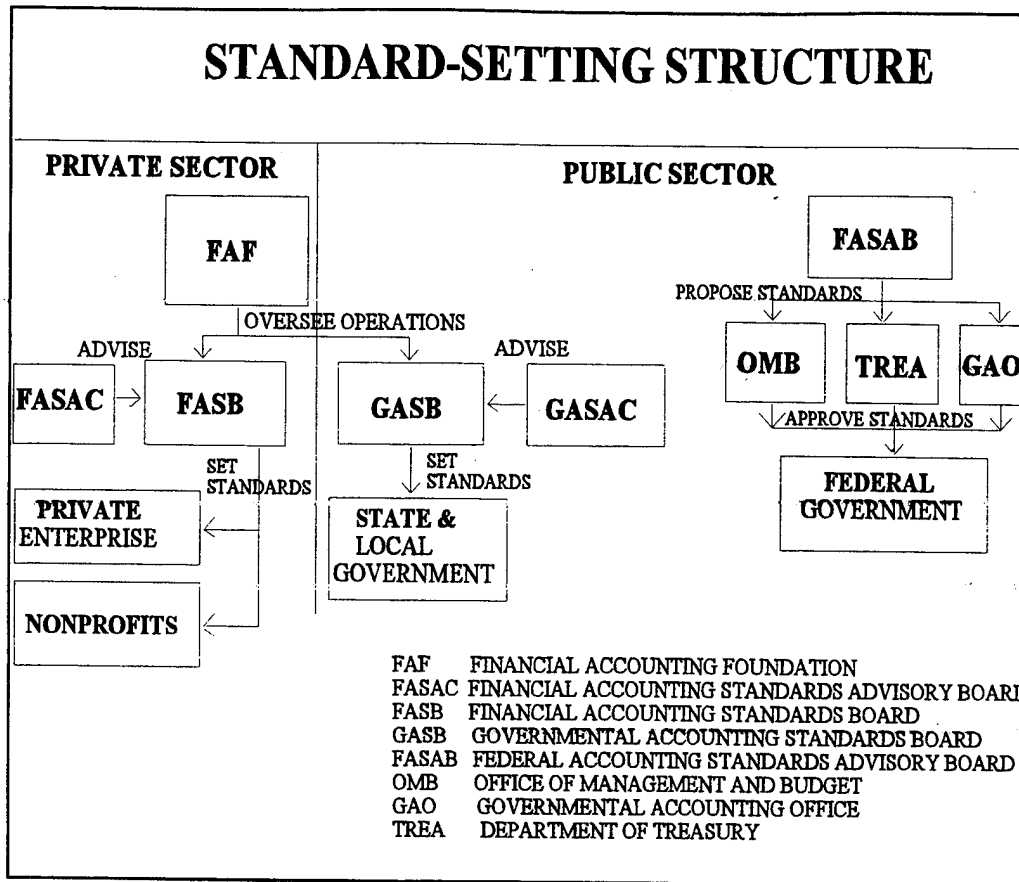 STANDARD-SETTING STRUCTURE
PRIVATE SECTOR
PUBLIC SECTOR
FAF
FASAB
OVERSEE OPERATIONS
PROPOSE STANDARDS
ADVISE
ADVISE
FASAC
FASB
GASB
GASAC
OMB
TREA
GAO
APPROVE STANDARDS
SET
STANDARDS
SET
STANDARDS
PRIVATE
ENTERPRISE
STATE &
LOCAL
GOVERNMENT
FEDERAL
GOVERNMENT
NONPROFITS
FAF FINANCIAL ACCOUNTING FOUNDATION
FASAC FINANCIAL ACCOUNTING STANDARDS ADVISORY BOARD
FASB FINANCIAL ACCOUNTING STANDARDS BOARD
GASB GOVERNMENTAL ACCOUNTING STANDARDS BOARD
FASAB FEDERAL ACCOUNTING STANDARDS ADVISORY BOARD
OMB OFFICE OF MANAGEMENT AND BUDGET
GAO GOVERNMENTAL ACCOUNTING OFFICE
TREA DEPARTMENT OF TREASURY